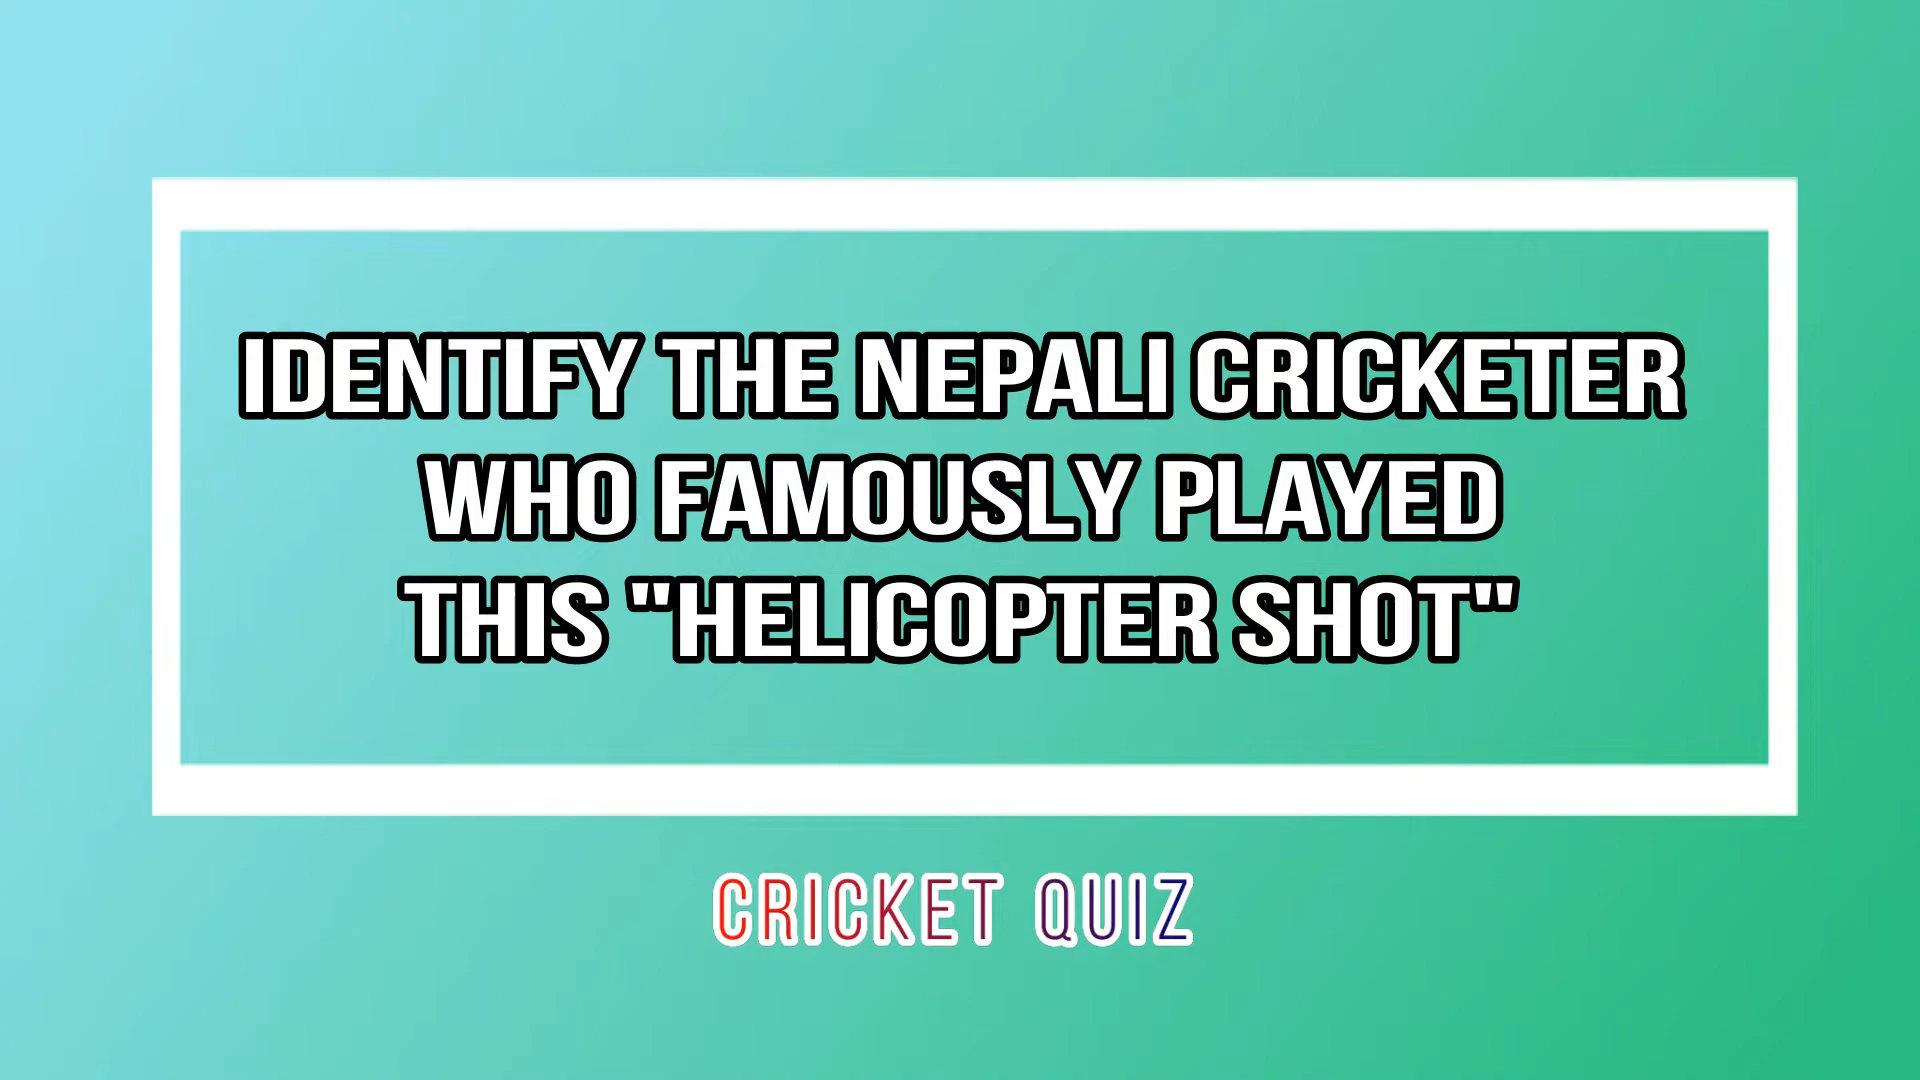 IDENTIFY THE NEPALI CRICKETER
WHO FAMOUSLY PLAYED
THIS "HELICOPTER SHOT"
CRICKET QUIZ